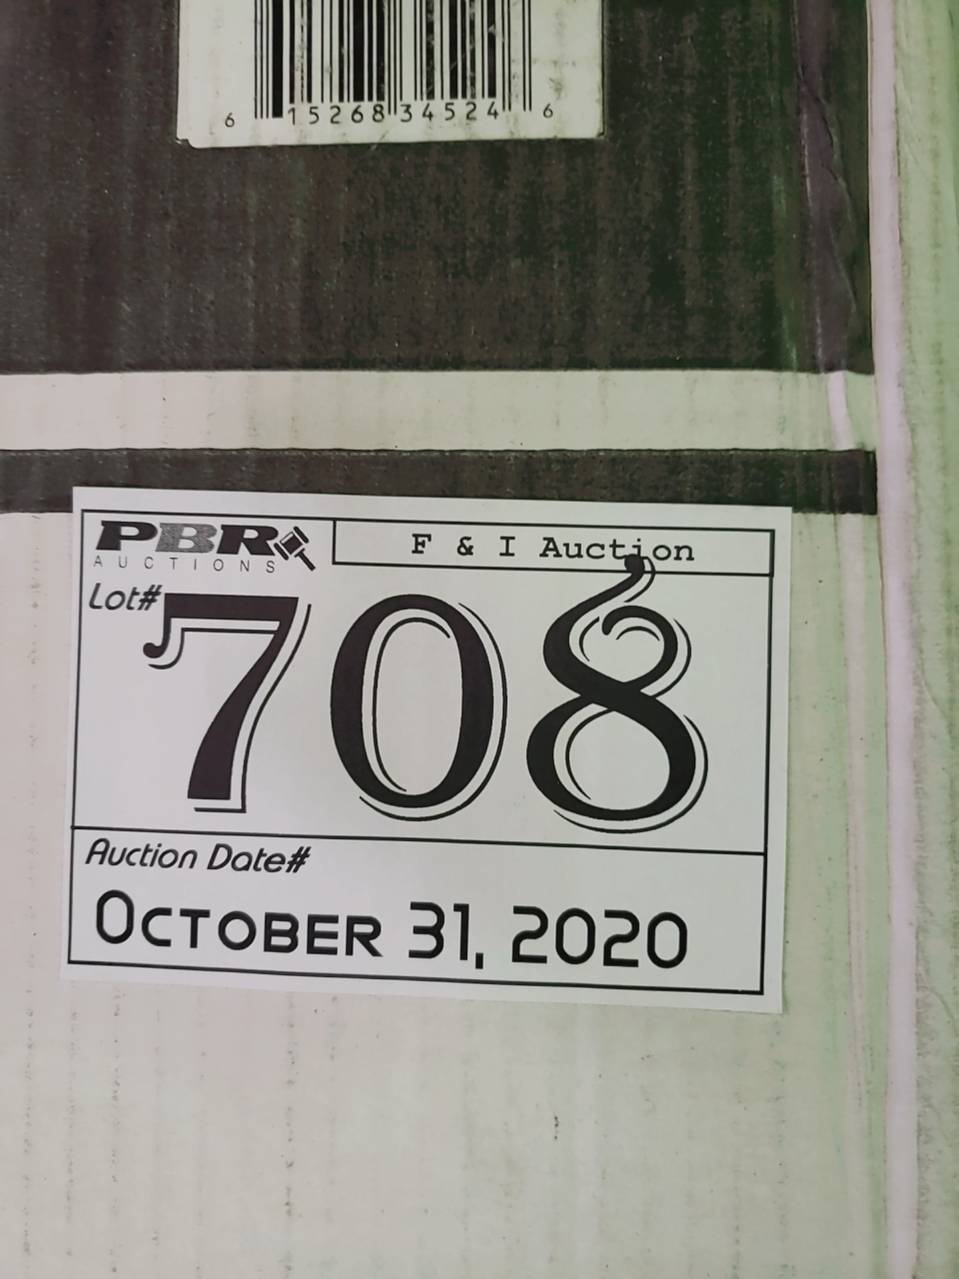 6 15268 34524 6
PBR
AUCTIONS
F & I Auction
Lot#
708
Auction Date#
October 31, 2020